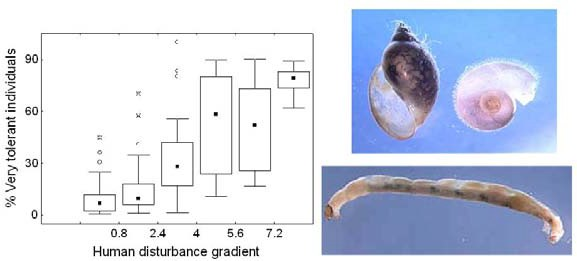 % Very tolerant individuals
90
60
30
0
0.8 2.4 4 5.6 7.2
Human disturbance gradient